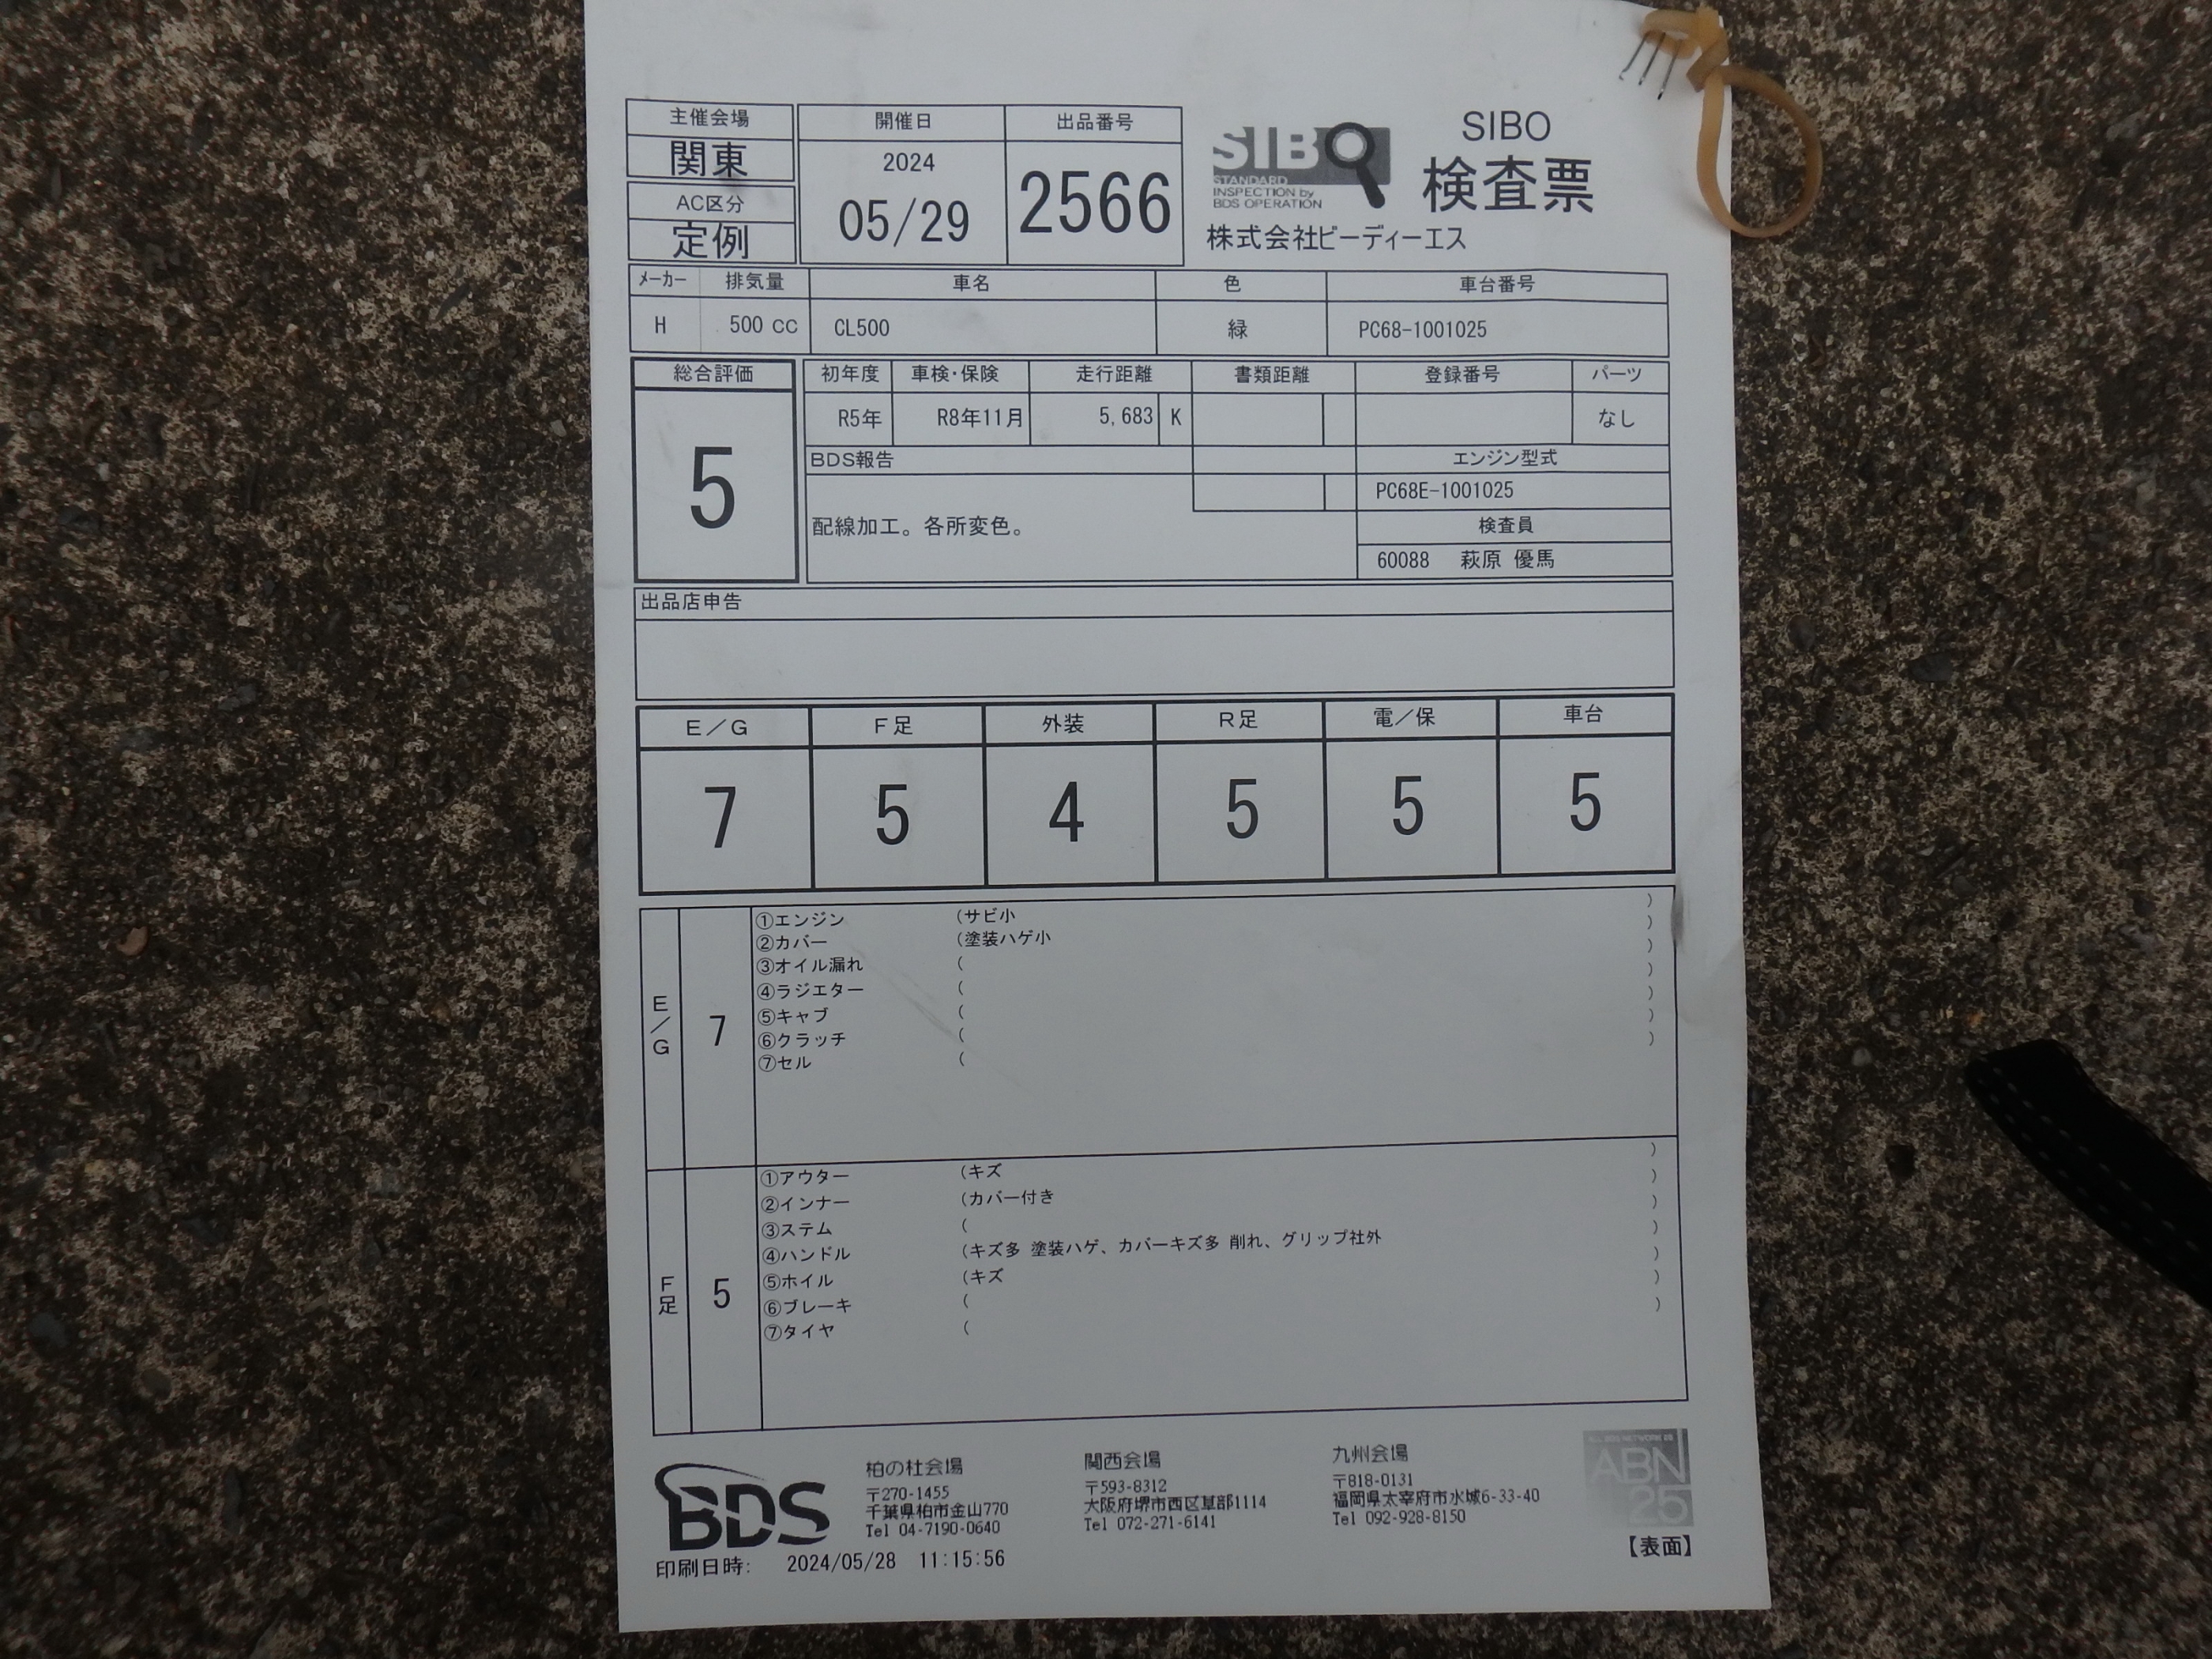 主催会場
関東
AC区分
定例
開催日
2024
05/29
出品番号
2566
SIBO
STANDARD
INSPECTION by
BDS OPERATION
SIBO
検査票
株式会社ビーディーエス
メーカー 排気量 車名 色 車台番号
H 500 cc CL500 緑 PC68-1001025
総合評価
5
初年度 車検・保険 走行距離 書類距離 登録番号 パーツ
R5年 R8年11月 5,683 K なし
BDS報告
配線加工。各所変色。
エンジン型式
PC68E-1001025
検査員
60088 萩原 優馬
出品店申告
E/G F足 外装 R足 電/保 車台
7 5 4 5 5 5
E/G
7
①エンジン (サビ小 )
②カバー (塗装ハゲ小 )
③オイル漏れ ( )
④ラジエター ( )
⑤キャブ ( )
⑥クラッチ ( )
⑦セル ( )
F足
5
①アウター (キズ )
②インナー (カバー付き )
③ステム ( )
④ハンドル (キズ多 塗装ハゲ、カバーキズ多 削れ、グリップ社外 )
⑤ホイル (キズ )
⑥ブレーキ ( )
⑦タイヤ ( )
BDS
柏の杜会場
〒270-1455
千葉県柏市金山770
Tel 04-7190-0640
関西会場
〒593-8312
大阪府堺市西区草部1114
Tel 072-271-6141
九州会場
〒818-0131
福岡県太宰府市水城6-33-40
Tel 092-928-8150
ALL BDS NETWORK 25
ABN
25
【表面】
印刷日時: 2024/05/28 11:15:56